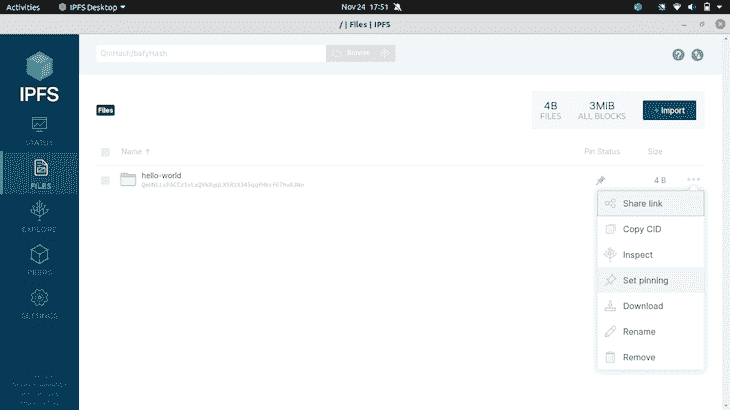 Activities
IPFS Desktop
Nov 24 17:51
/ | Files | IPFS
QmHash/bafyHash
Browse
IPFS
STATUS
FILES
EXPLORE
PEERS
SETTINGS
Files
4B
FILES
3MiB
ALL BLOCKS
+ Import
Name ↑
Pin Status
Size
hello-world
4 B
Share link
Copy CID
Inspect
Set pinning
Download
Rename
Remove